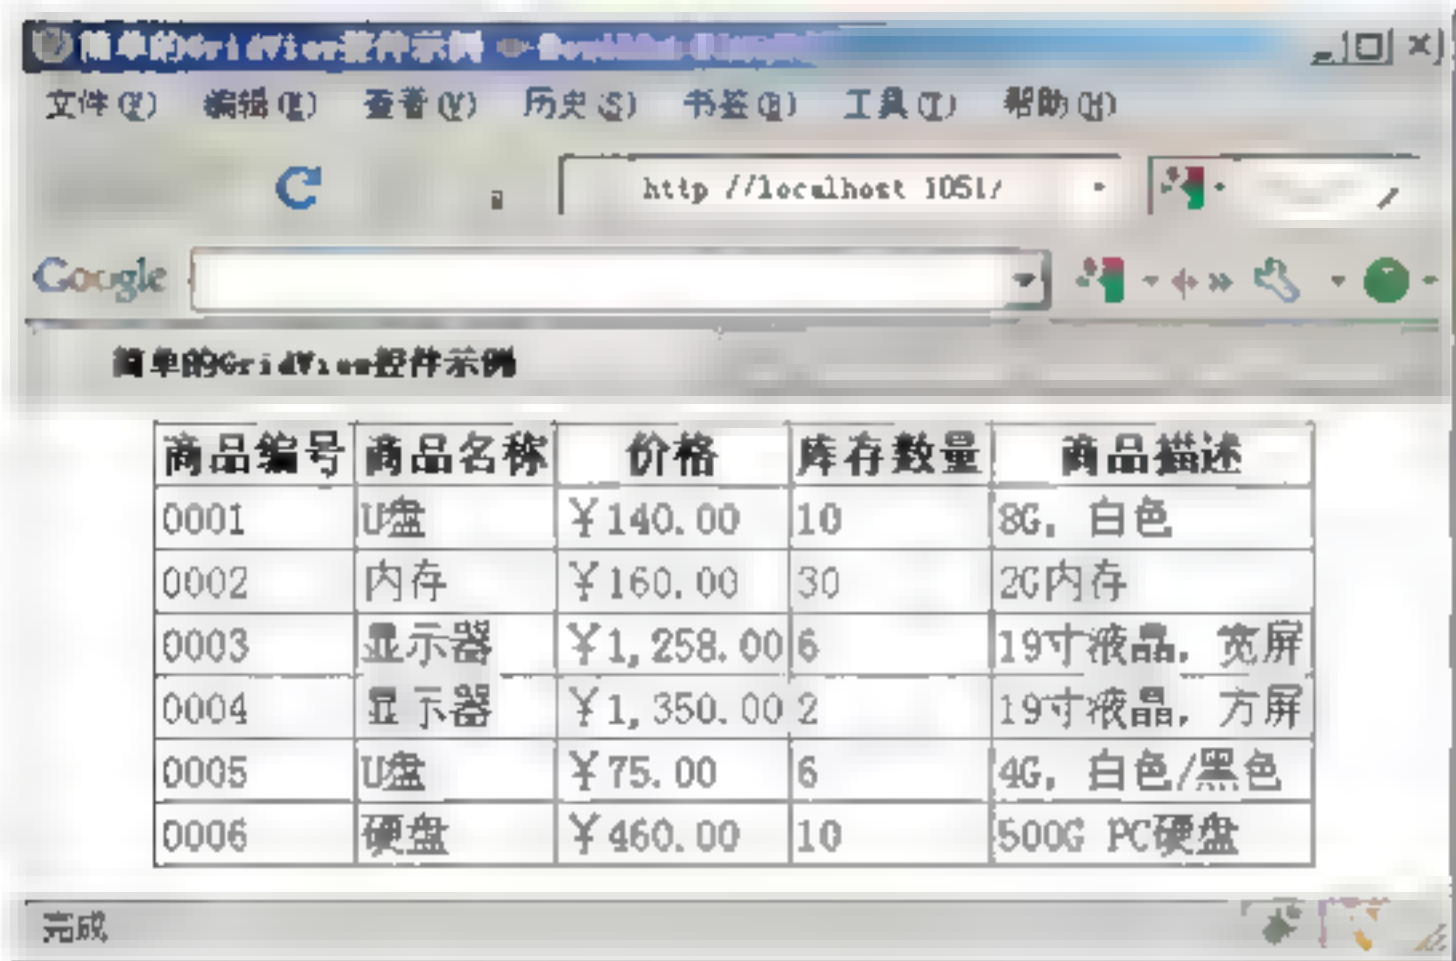 简单的GridView控件示例 -
文件(F) 编辑(E) 查看(V) 历史(S) 书签(B) 工具(T) 帮助(H)
http //localhost 1051/
Google
简单的GridView控件示例
商品编号 商品名称 价格 库存数量 商品描述
0001 U盘 ¥140.00 10 8G, 白色
0002 内存 ¥160.00 30 2G内存
0003 显示器 ¥1,258.00 6 19寸液晶, 宽屏
0004 显示器 ¥1,350.00 2 19寸液晶, 方屏
0005 U盘 ¥75.00 6 4G, 白色/黑色
0006 硬盘 ¥460.00 10 500G PC硬盘
完成